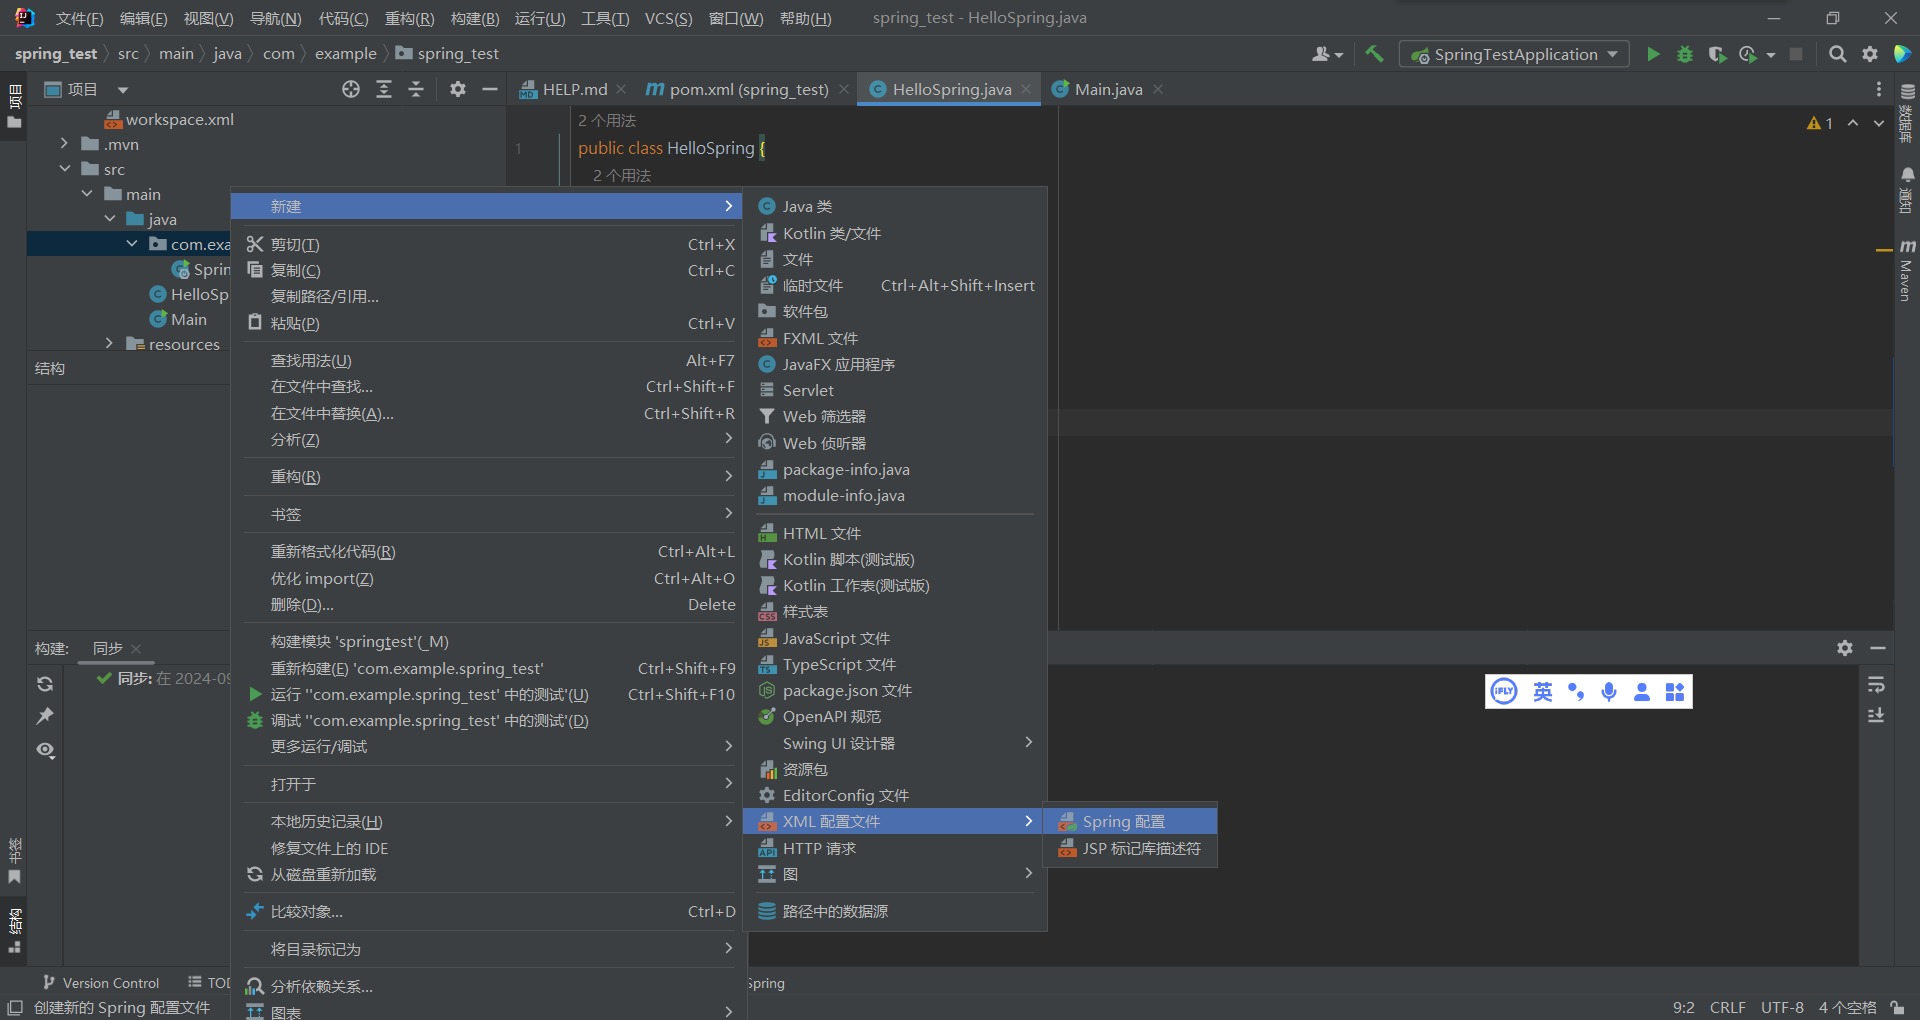 文件(F) 编辑(E) 视图(V) 导航(N) 代码(C) 重构(R) 构建(B) 运行(U) 工具(T) VCS(S) 窗口(W) 帮助(H) spring_test - HelloSpring.java
spring_test src main java com example spring_test SpringTestApplication
项目
项目
HELP.md pom.xml (spring_test) HelloSpring.java Main.java
workspace.xml
.mvn
src
main
java
com.exa
Sprin
HelloSp
Main
resources
结构
2 个用法
1 public class HelloSpring {
2 个用法
1
数据库
通知
Maven
新建
剪切(T) Ctrl+X
复制(C) Ctrl+C
复制路径/引用...
粘贴(P) Ctrl+V
查找用法(U) Alt+F7
在文件中查找... Ctrl+Shift+F
在文件中替换(A)... Ctrl+Shift+R
分析(Z)
重构(R)
书签
重新格式化代码(R) Ctrl+Alt+L
优化 import(Z) Ctrl+Alt+O
删除(D)... Delete
构建模块 'springtest'(_M)
重新构建(E) 'com.example.spring_test' Ctrl+Shift+F9
运行 ''com.example.spring_test' 中的测试'(U) Ctrl+Shift+F10
调试 ''com.example.spring_test' 中的测试'(D)
更多运行/调试
打开于
本地历史记录(H)
修复文件上的 IDE
从磁盘重新加载
比较对象... Ctrl+D
将目录标记为
分析依赖关系...
图表
Java 类
Kotlin 类/文件
文件
临时文件 Ctrl+Alt+Shift+Insert
软件包
FXML 文件
JavaFX 应用程序
Servlet
Web 筛选器
Web 侦听器
package-info.java
module-info.java
HTML 文件
Kotlin 脚本(测试版)
Kotlin 工作表(测试版)
样式表
JavaScript 文件
TypeScript 文件
package.json 文件
OpenAPI 规范
Swing UI 设计器
资源包
EditorConfig 文件
XML 配置文件
HTTP 请求
图
路径中的数据源
Spring 配置
JSP 标记库描述符
构建: 同步
同步: 在 2024-09
iFLY 英
书签
结构
Version Control TOD Spring
创建新的 Spring 配置文件 9:2 CRLF UTF-8 4 个空格